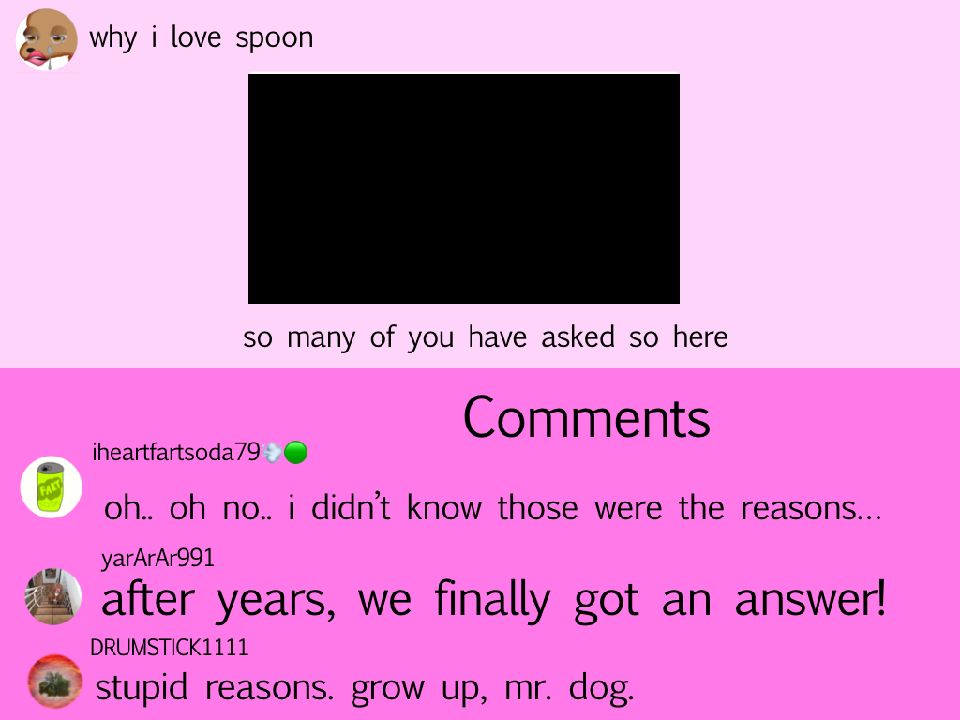 why i love spoon
so many of you have asked so here
Comments
iheartfartsoda79💨🟢
FART
oh.. oh no.. i didn't know those were the reasons...
yarArAr991
after years, we finally got an answer!
DRUMSTICK1111
stupid reasons. grow up, mr. dog.